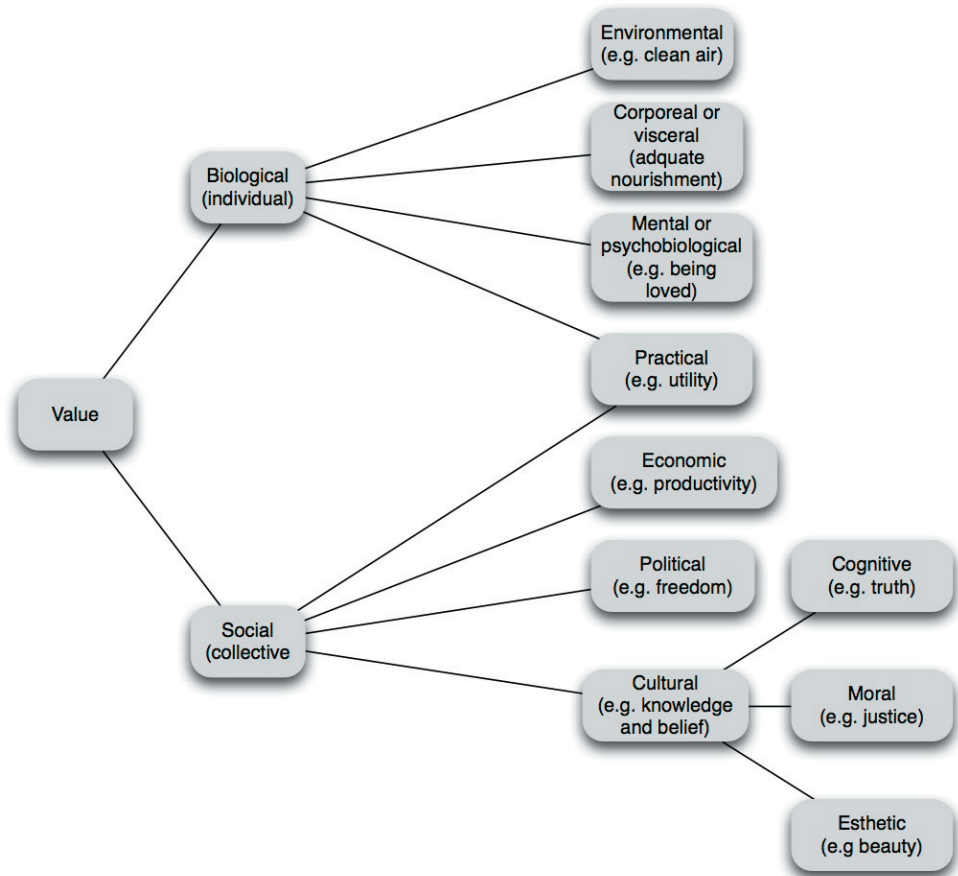 Environmental
(e.g. clean air)
Corporeal or
visceral
(adquate
nourishment)
Biological
(individual)
Mental or
psychobiological
(e.g. being
loved)
Practical
(e.g. utility)
Value
Economic
(e.g. productivity)
Political
(e.g. freedom)
Cognitive
(e.g. truth)
Social
(collective
Cultural
(e.g. knowledge
and belief)
Moral
(e.g. justice)
Esthetic
(e.g beauty)